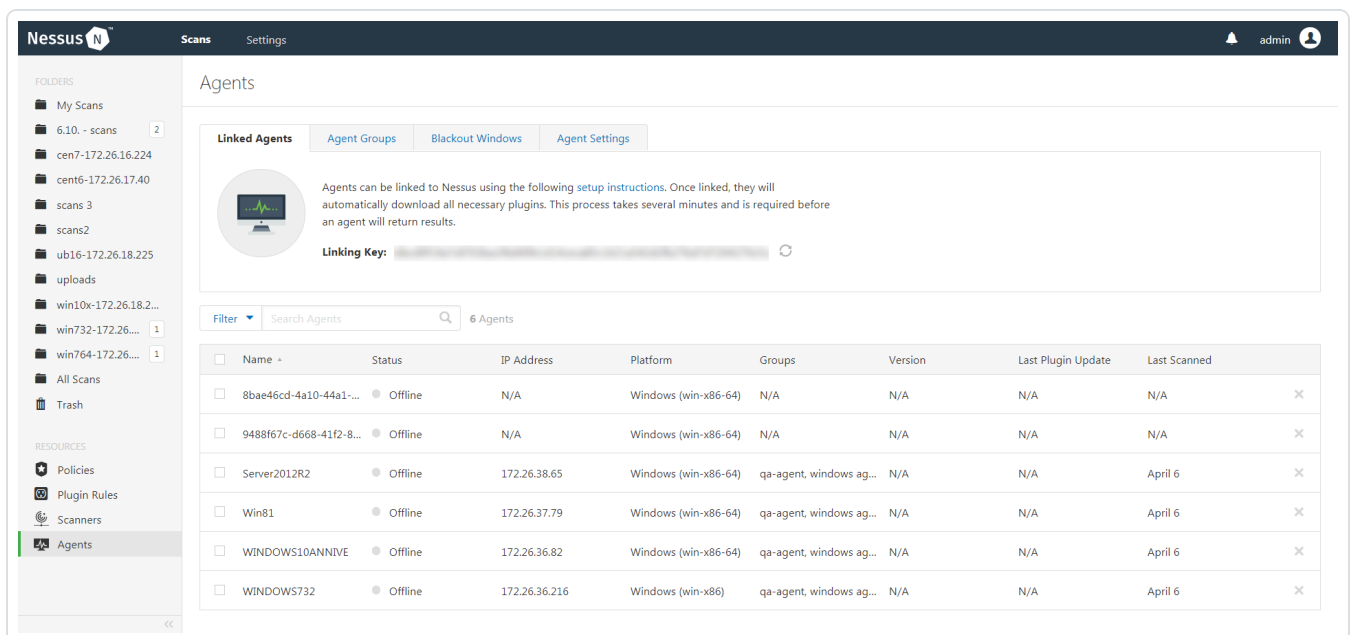 Nessus N ™ Scans Settings admin
FOLDERS
My Scans
6.10. - scans 2
cen7-172.26.16.224
cent6-172.26.17.40
scans 3
scans2
ub16-172.26.18.225
uploads
win10x-172.26.18.2...
win732-172.26.... 1
win764-172.26.... 1
All Scans
Trash
RESOURCES
Policies
Plugin Rules
Scanners
Agents
Agents
Linked Agents Agent Groups Blackout Windows Agent Settings
Agents can be linked to Nessus using the following setup instructions. Once linked, they will
automatically download all necessary plugins. This process takes several minutes and is required before
an agent will return results.
Linking Key:
Filter Search Agents 6 Agents
Name Status IP Address Platform Groups Version Last Plugin Update Last Scanned
8bae46cd-4a10-44a1-... Offline N/A Windows (win-x86-64) N/A N/A N/A N/A
9488f67c-d668-41f2-8... Offline N/A Windows (win-x86-64) N/A N/A N/A N/A
Server2012R2 Offline 172.26.38.65 Windows (win-x86-64) qa-agent, windows ag... N/A N/A April 6
Win81 Offline 172.26.37.79 Windows (win-x86-64) qa-agent, windows ag... N/A N/A April 6
WINDOWS10ANNIVE Offline 172.26.36.82 Windows (win-x86-64) qa-agent, windows ag... N/A N/A April 6
WINDOWS732 Offline 172.26.36.216 Windows (win-x86) qa-agent, windows ag... N/A N/A April 6